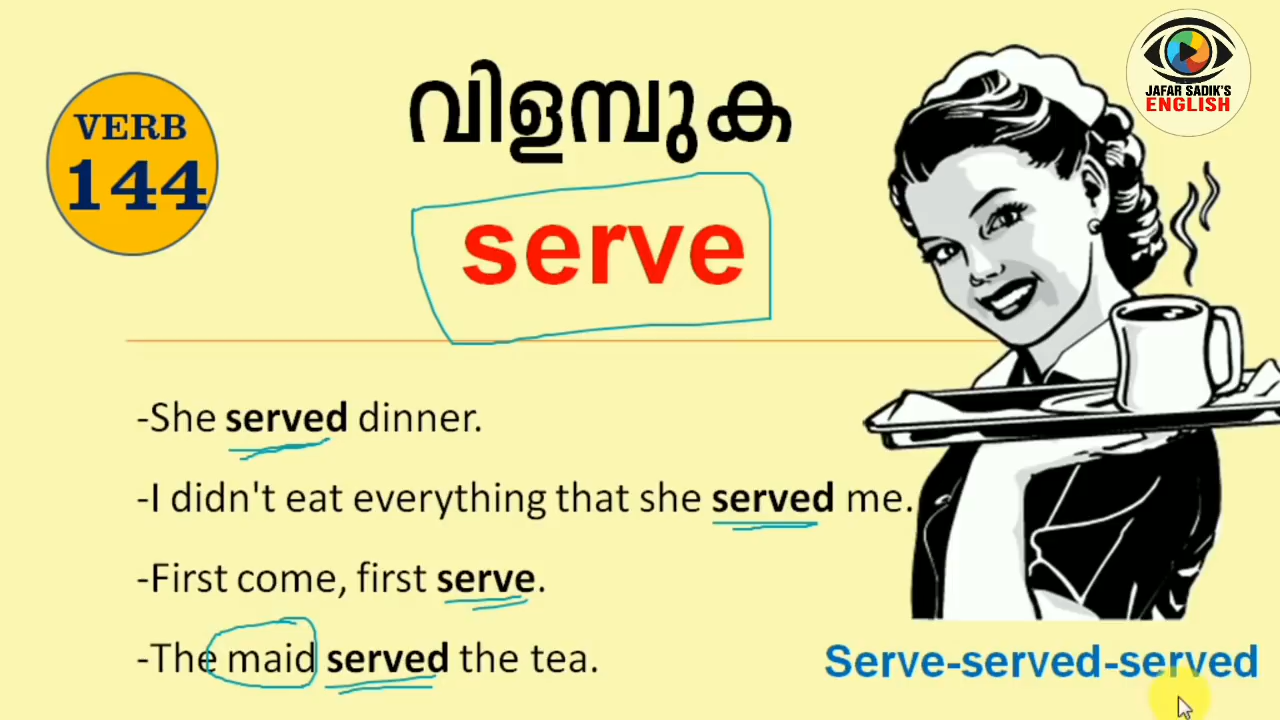 VERB
144
വിളമ്പുക
serve
JAFAR SADIK'S
ENGLISH
-She served dinner.
-I didn't eat everything that she served me.
-First come, first serve.
-The maid served the tea.
Serve-served-served